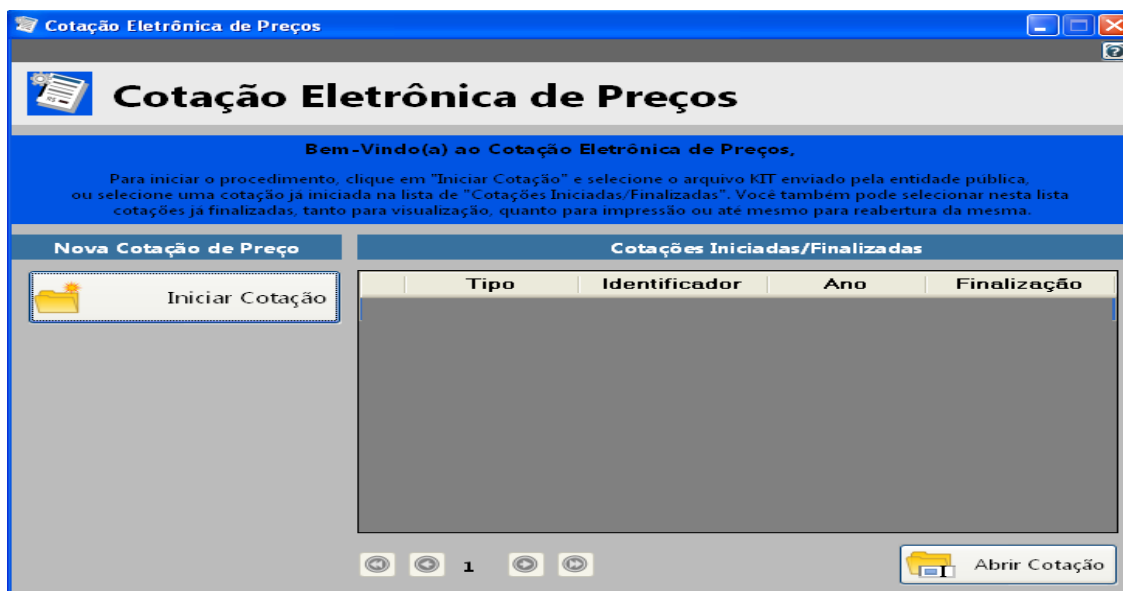 Cotação Eletrônica de Preços
Cotação Eletrônica de Preços
Bem-Vindo(a) ao Cotação Eletrônica de Preços,
Para iniciar o procedimento, clique em "Iniciar Cotação" e selecione o arquivo KIT enviado pela entidade pública,
ou selecione uma cotação já iniciada na lista de "Cotações Iniciadas/Finalizadas". Você também pode selecionar nesta lista
cotações já finalizadas, tanto para visualização, quanto para impressão ou até mesmo para reabertura da mesma.
Nova Cotação de Preço
Cotações Iniciadas/Finalizadas
Iniciar Cotação
Tipo Identificador Ano Finalização
1
Abrir Cotação